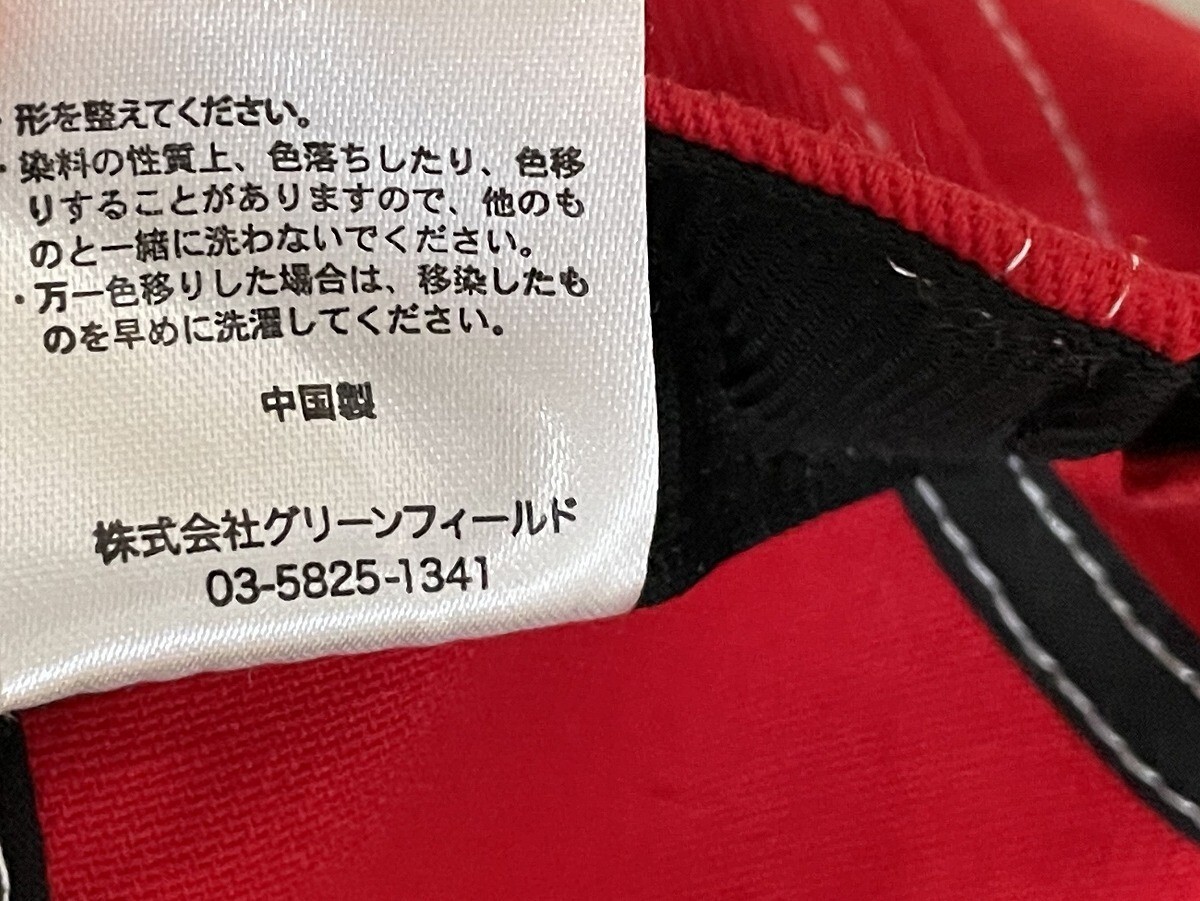 ・形を整えてください。
・染料の性質上、色落ちしたり、色移
りすることがありますので、他のも
のと一緒に洗わないでください。
・万一色移りした場合は、移染したも
のを早めに洗濯してください。
中国製
株式会社グリーンフィールド
03-5825-1341